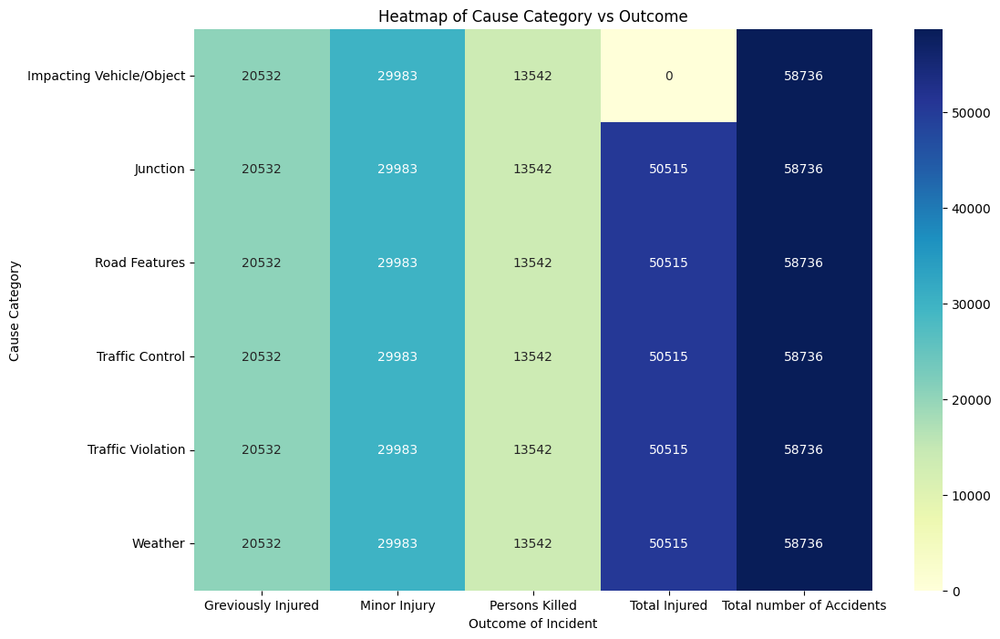 Heatmap of Cause Category vs Outcome
Impacting Vehicle/Object 20532 29983 13542 0 58736
Junction 20532 29983 13542 50515 58736
Road Features 20532 29983 13542 50515 58736
Traffic Control 20532 29983 13542 50515 58736
Traffic Violation 20532 29983 13542 50515 58736
Weather 20532 29983 13542 50515 58736
Greviously Injured Minor Injury Persons Killed Total Injured Total number of Accidents
Outcome of Incident
Cause Category
50000
40000
30000
20000
10000
0